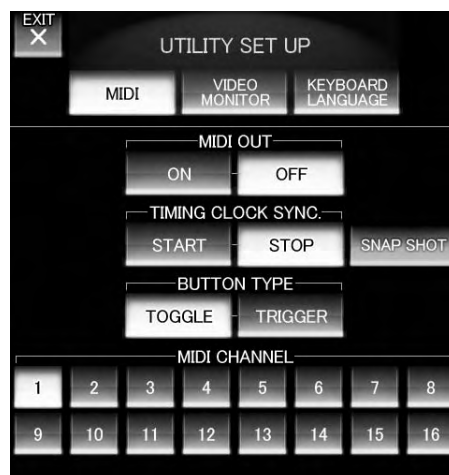 EXIT
×
UTILITY SET UP
MIDI
VIDEO
MONITOR
KEYBOARD
LANGUAGE
MIDI OUT
ON
OFF
TIMING CLOCK SYNC.
START
STOP
SNAP SHOT
BUTTON TYPE
TOGGLE
TRIGGER
MIDI CHANNEL
1 2 3 4 5 6 7 8
9 10 11 12 13 14 15 16